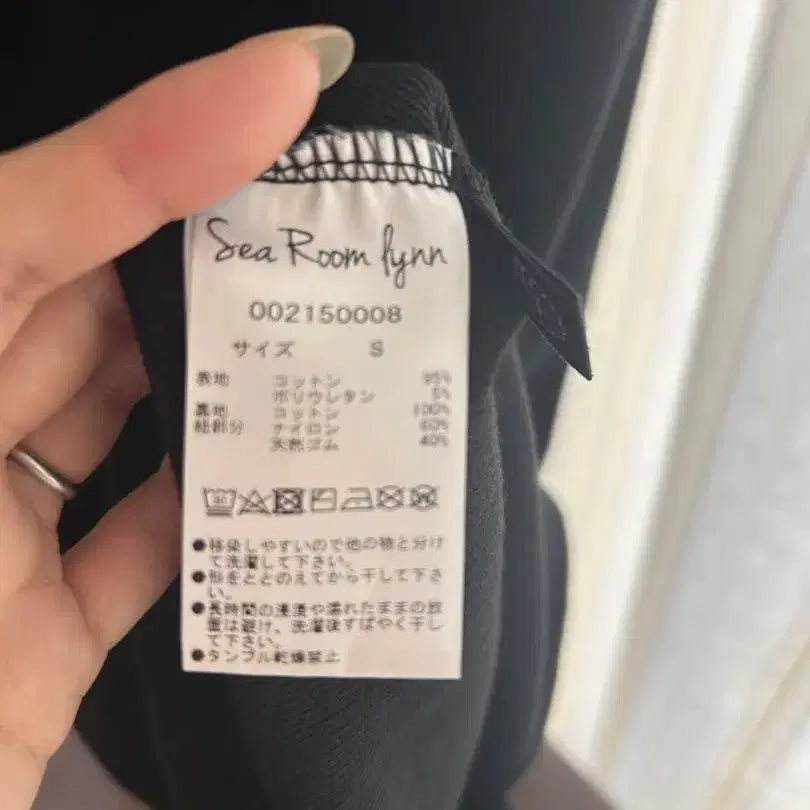 Sea Room lynn
002150008
サイズ S
表地 コットン 95%
ポリウレタン 5%
裏地 コットン 100%
紐部分 ナイロン 60%
天然ゴム 40%
●移染しやすいので他の物と分け
て洗濯して下さい。
●形をととのえてから干して下さ
い。
●長時間の浸漬や濡れたままの放
置は避け、洗濯後すばやく干し
て下さい。
●タンブル乾燥禁止